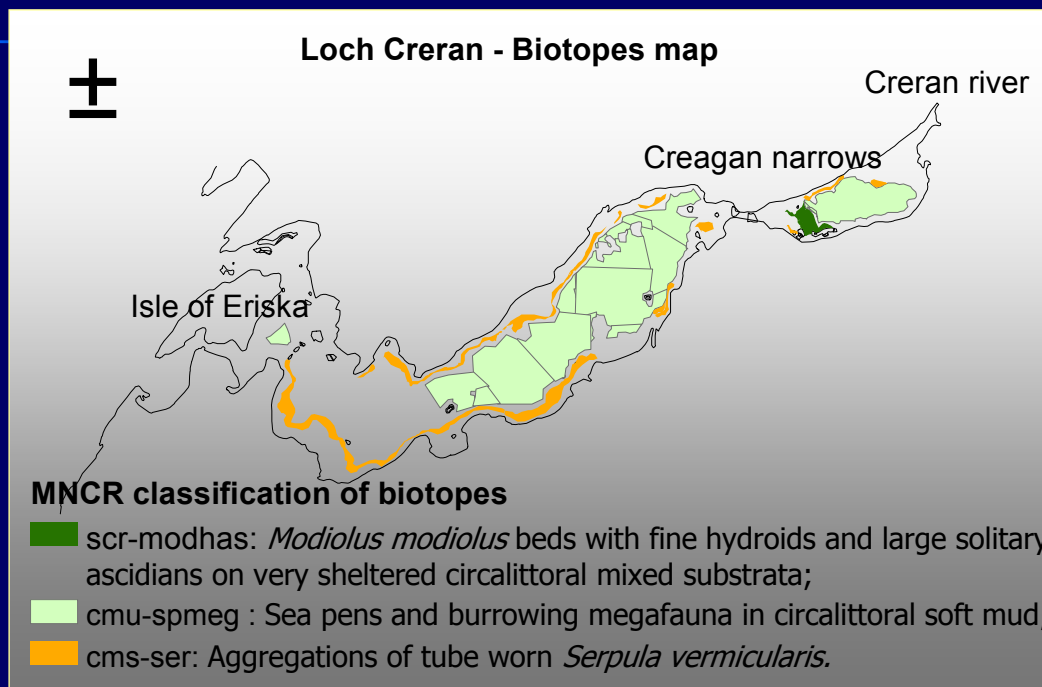 Loch Creran - Biotopes map
±
Creran river
Creagan narrows
Isle of Eriska
MNCR classification of biotopes
scr-modhas: Modiolus modiolus beds with fine hydroids and large solitary
ascidians on very sheltered circalittoral mixed substrata;
cmu-spmeg : Sea pens and burrowing megafauna in circalittoral soft mud;
cms-ser: Aggregations of tube worn Serpula vermicularis.